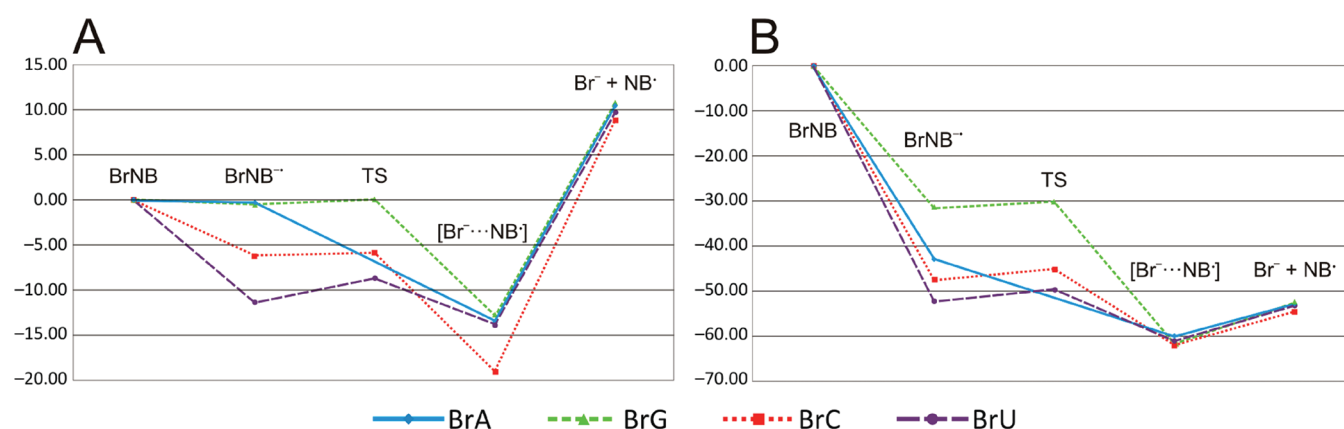 A
15.00
10.00
5.00
0.00
–5.00
–10.00
–15.00
–20.00
BrNB
BrNB⁻•
TS
[Br⁻···NB•]
Br⁻ + NB•
B
0.00
–10.00
–20.00
–30.00
–40.00
–50.00
–60.00
–70.00
BrNB
BrNB⁻•
TS
[Br⁻···NB•]
Br⁻ + NB•
BrA BrG BrC BrU